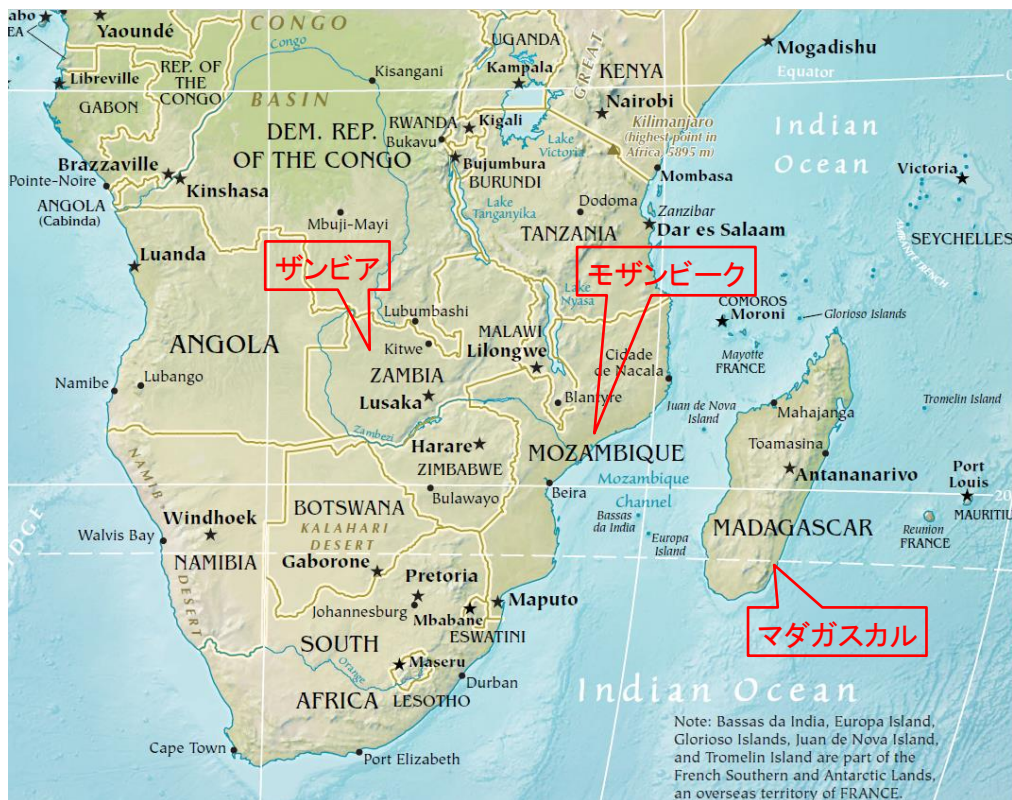 CONGO
Yaoundé
REP. OF
THE
CONGO
Libreville
GABON
Congo
Kisangani
BASIN
UGANDA
Kampala
GREAT
KENYA
Nairobi
Mogadishu
Equator
Indian
Ocean
Kilimanjaro
(highest point in
Africa, 5895 m)
DEM. REP.
OF THE CONGO
RWANDA
Kigali
Bukavu
Lake
Victoria
Bujumbura
BURUNDI
Mombasa
Victoria
SEYCHELLES
Brazzaville
Pointe-Noire
Kinshasa
ANGOLA
(Cabinda)
Mbuji-Mayi
Lake
Tanganyika
Dodoma
Zanzibar
Dar es Salaam
TANZANIA
Luanda
ザンビア
モザンビーク
Lake
Nyasa
COMOROS
Moroni
Glorioso Islands
Lubumbashi
MALAWI
Lilongwe
ANGOLA
Kitwe
Mayotte
FRANCE
Cidade
de Nacala
Namibe
Lubango
ZAMBIA
Lusaka
Blantyre
Juan de Nova
Island
Mahajanga
Tromelin Island
Zambezi
Harare
ZIMBABWE
MOZAMBIQUE
Toamasina
Antananarivo
Bulawayo
Beira
Mozambique
Channel
Port
Louis
20
MAURITIU
NAMIB
DESERT
BOTSWANA
KALAHARI
DESERT
Bassas
da India
MADAGASCAR
Reunion
FRANCE
Windhoek
Walvis Bay
NAMIBIA
Europa
Island
Gaborone
Pretoria
Johannesburg
Mbabane
Maputo
ESWATINI
マダガスカル
SOUTH
AFRICA
Orange
Maseru
LESOTHO
Durban
Indian Ocean
Cape Town
Port Elizabeth
Note: Bassas da India, Europa Island,
Glorioso Islands, Juan de Nova Island,
and Tromelin Island are part of the
French Southern and Antarctic Lands,
an overseas territory of FRANCE.